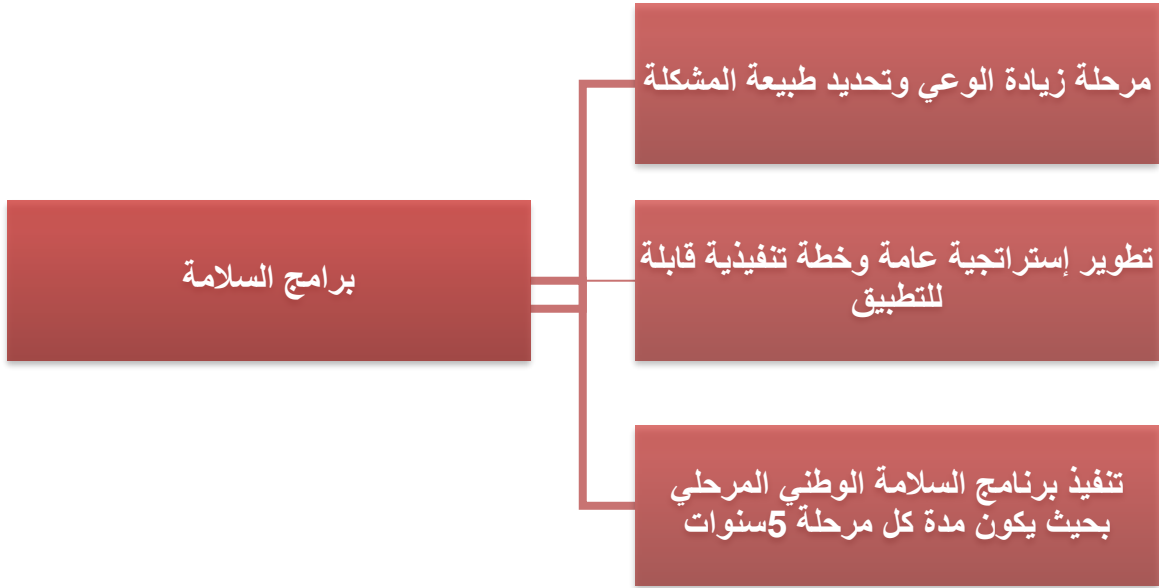 برامج السلامة
مرحلة زيادة الوعي وتحديد طبيعة المشكلة
تطوير إستراتجية عامة وخطة تنفيذية قابلة
للتطبيق
تنفيذ برنامج السلامة الوطني المرحلي
بحيث يكون مدة كل مرحلة 5سنوات